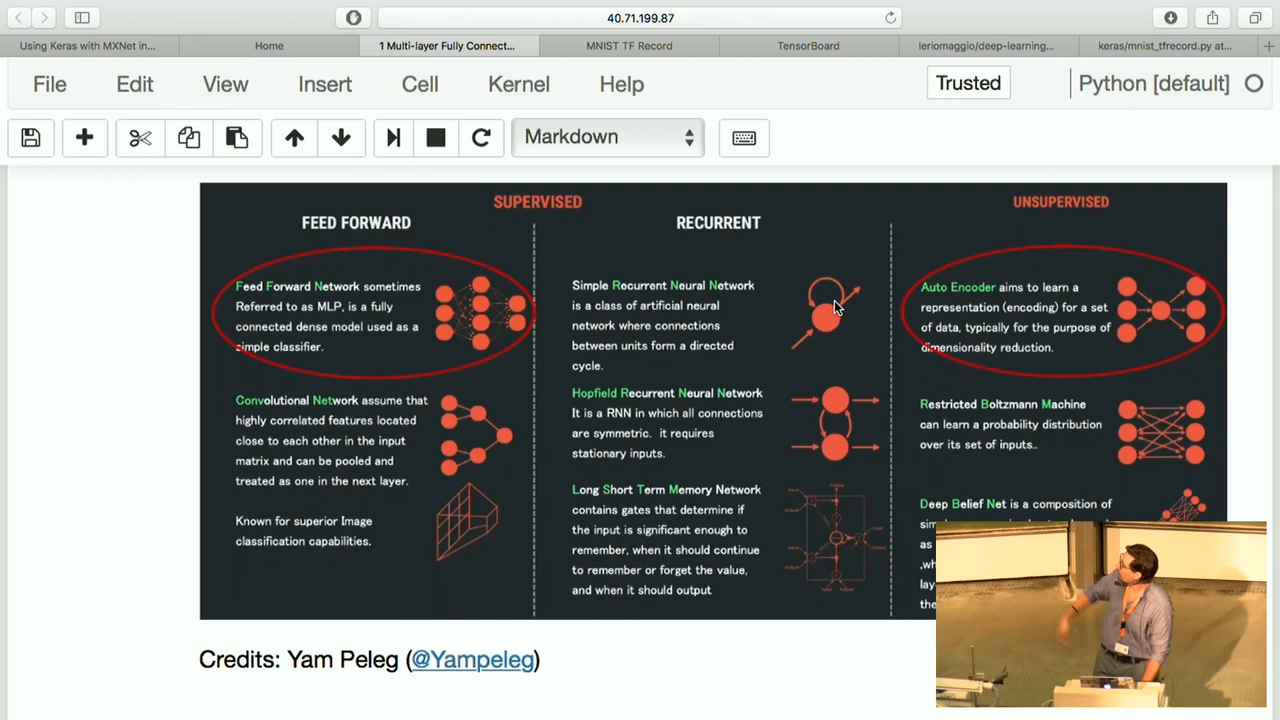 40.71.199.87
Using Keras with MXNet in...
Home
1 Multi-layer Fully Connect...
MNIST TF Record
TensorBoard
leriomaggio/deep-learning...
keras/mnist_tfrecord.py at...
File Edit View Insert Cell Kernel Help
Trusted
Python [default]
Markdown
SUPERVISED
UNSUPERVISED
FEED FORWARD
Feed Forward Network sometimes
Referred to as MLP, is a fully
connected dense model used as a
simple classifier.
Convolutional Network assume that
highly correlated features located
close to each other in the input
matrix and can be pooled and
treated as one in the next layer.
Known for superior Image
classification capabilities.
RECURRENT
Simple Recurrent Neural Network
is a class of artificial neural
network where connections
between units form a directed
cycle.
Hopfield Recurrent Neural Network
It is a RNN in which all connections
are symmetric. it requires
stationary inputs.
Long Short Term Memory Network
contains gates that determine if
the input is significant enough to
remember, when it should continue
to remember or forget the value,
and when it should output
Auto Encoder aims to learn a
representation (encoding) for a set
of data, typically for the purpose of
dimensionality reduction.
Restricted Boltzmann Machine
can learn a probability distribution
over its set of inputs..
Deep Belief Net is a composition of
as
Credits: Yam Peleg (@Yampeleg)